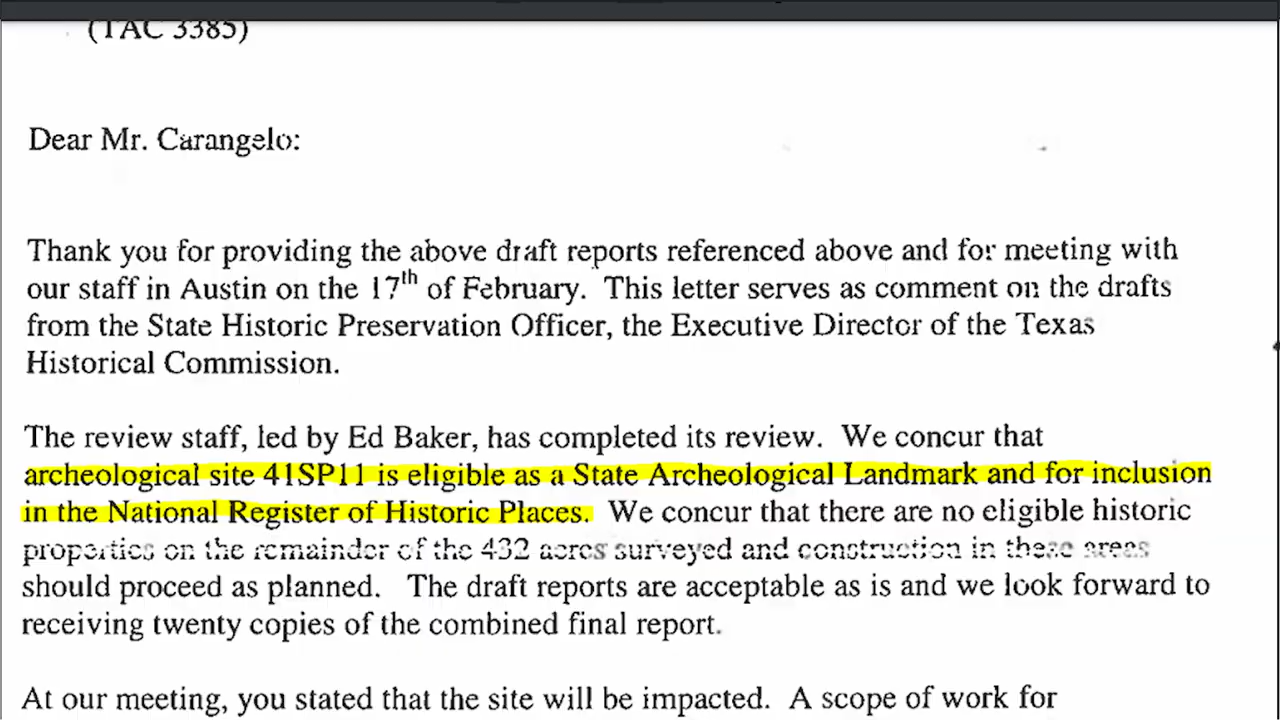 (TAC 3385)
Dear Mr. Carangelo:
Thank you for providing the above draft reports referenced above and for meeting with
our staff in Austin on the 17th of February. This letter serves as comment on the drafts
from the State Historic Preservation Officer, the Executive Director of the Texas
Historical Commission.
The review staff, led by Ed Baker, has completed its review. We concur that
archeological site 41SP11 is eligible as a State Archeological Landmark and for inclusion
in the National Register of Historic Places. We concur that there are no eligible historic
properties on the remainder of the 432 acres surveyed and construction in these areas
should proceed as planned. The draft reports are acceptable as is and we look forward to
receiving twenty copies of the combined final report.
At our meeting, you stated that the site will be impacted. A scope of work for